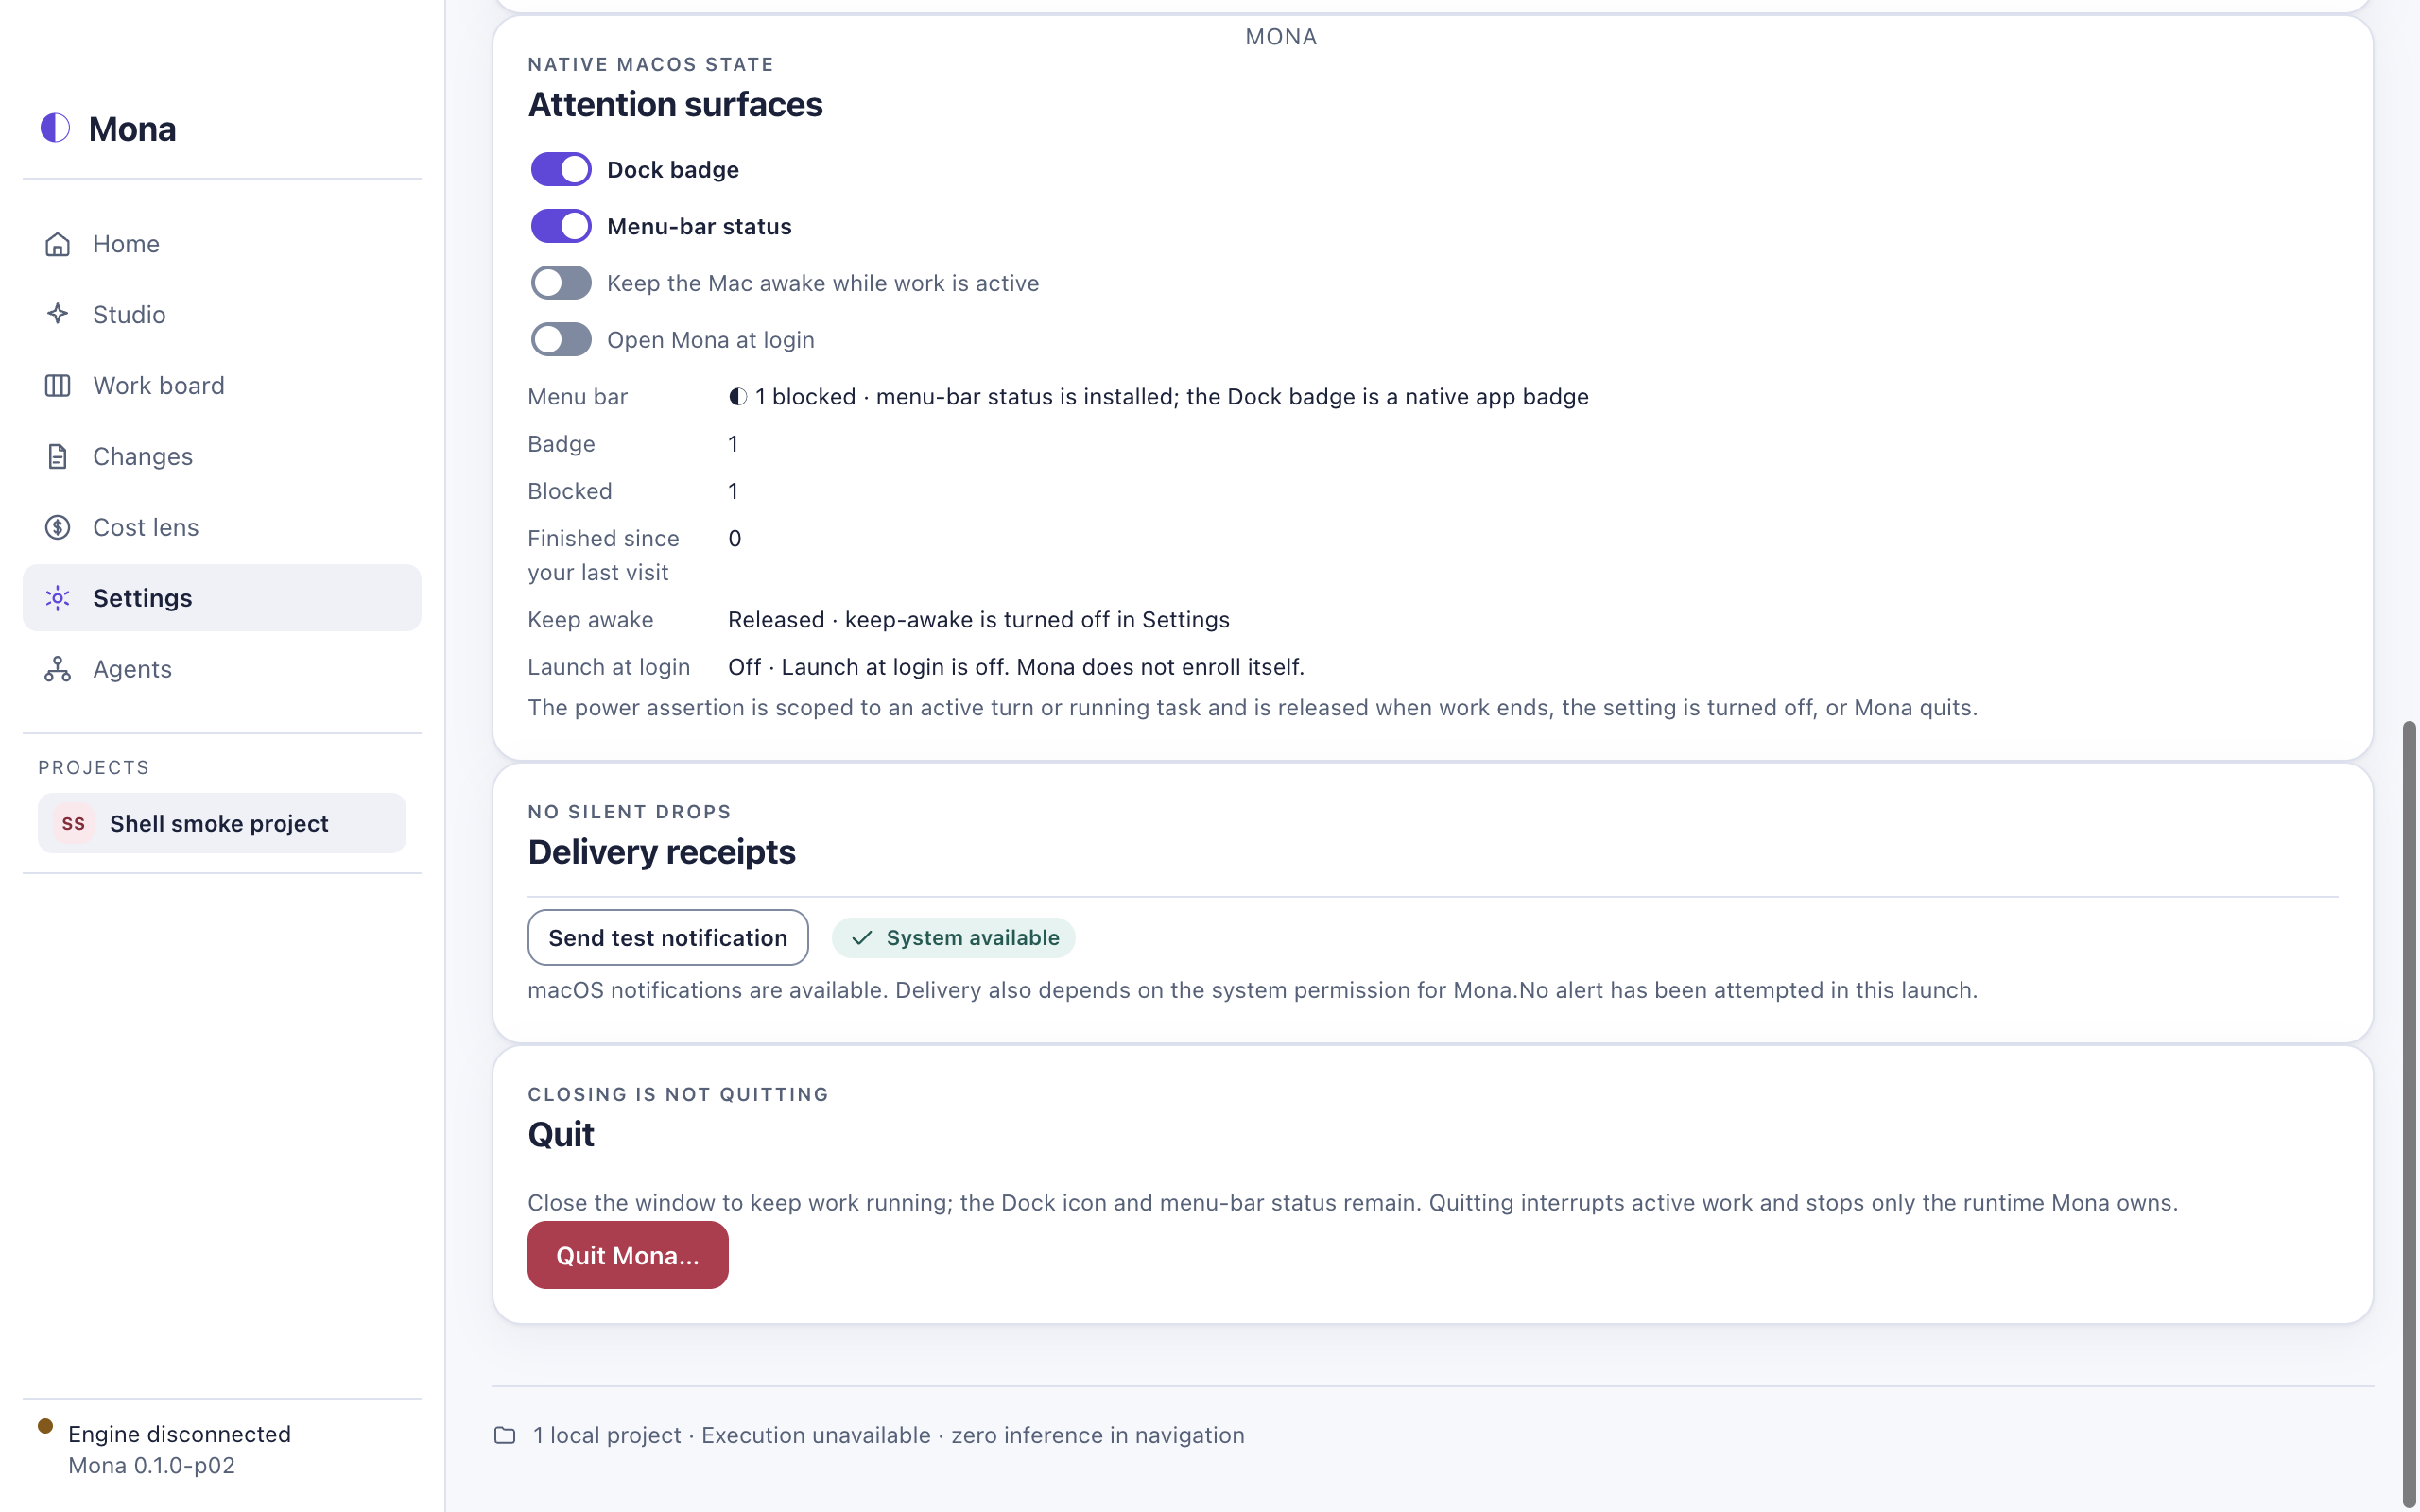 Mona
Home
Studio
Work board
Changes
Cost lens
Settings
Agents
PROJECTS
SS Shell smoke project
Engine disconnected
Mona 0.1.0-p02
MONA
NATIVE MACOS STATE
Attention surfaces
Dock badge
Menu-bar status
Keep the Mac awake while work is active
Open Mona at login
Menu bar 1 blocked · menu-bar status is installed; the Dock badge is a native app badge
Badge 1
Blocked 1
Finished since 0
your last visit
Keep awake Released · keep-awake is turned off in Settings
Launch at login Off · Launch at login is off. Mona does not enroll itself.
The power assertion is scoped to an active turn or running task and is released when work ends, the setting is turned off, or Mona quits.
NO SILENT DROPS
Delivery receipts
Send test notification System available
macOS notifications are available. Delivery also depends on the system permission for Mona.No alert has been attempted in this launch.
CLOSING IS NOT QUITTING
Quit
Close the window to keep work running; the Dock icon and menu-bar status remain. Quitting interrupts active work and stops only the runtime Mona owns.
Quit Mona...
1 local project · Execution unavailable · zero inference in navigation